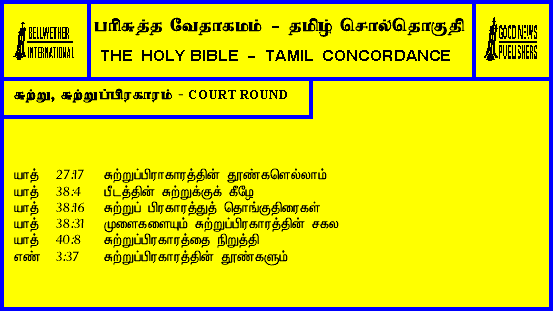 BELLWETHER
INTERNATIONAL
பரிசுத்த வேதாகமம் - தமிழ் சொல்தொகுதி
THE HOLY BIBLE - TAMIL CONCORDANCE
GOOD NEWS
PUBLISHERS
சுற்று, சுற்றுப்பிரகாரம் - COURT ROUND
யாத் 27:17 சுற்றுப்பிராகாரத்தின் தூண்களெல்லாம்
யாத் 38:4 பீடத்தின் சுற்றுக்குக் கீழே
யாத் 38:16 சுற்றுப் பிரகாரத்துத் தொங்குதிரைகள்
யாத் 38:31 முளைகளையும் சுற்றுப்பிரகாரத்தின் சகல
யாத் 40:8 சுற்றுப்பிரகாரத்தை நிறுத்தி
எண் 3:37 சுற்றுப்பிரகாரத்தின் தூண்களும்